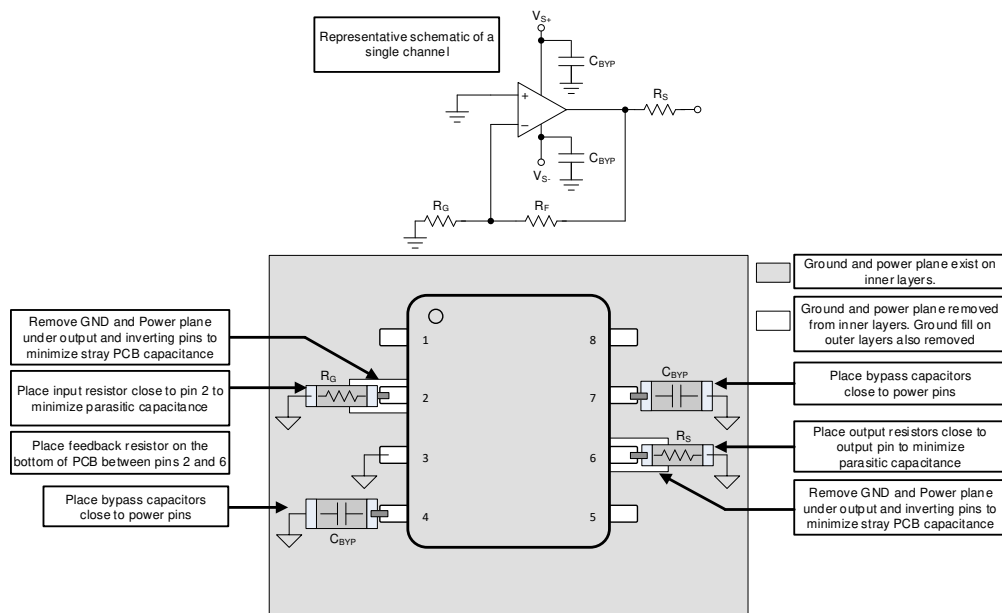 Representative schematic of a
single channel
VS+
CBYP
+
−
RS
CBYP
VS-
RG
RF
Ground and power plane exist on
inner layers.
Ground and power plane removed
from inner layers. Ground fill on
outer layers also removed
Remove GND and Power plane
under output and inverting pins to
minimize stray PCB capacitance
Place input resistor close to pin 2 to
minimize parasitic capacitance
Place feedback resistor on the
bottom of PCB between pins 2 and 6
Place bypass capacitors
close to power pins
RG
CBYP
1
2
3
4
8
7
6
5
CBYP
RS
Place bypass capacitors
close to power pins
Place output resistors close to
output pin to minimize
parasitic capacitance
Remove GND and Power plane
under output and inverting pins to
minimize stray PCB capacitance